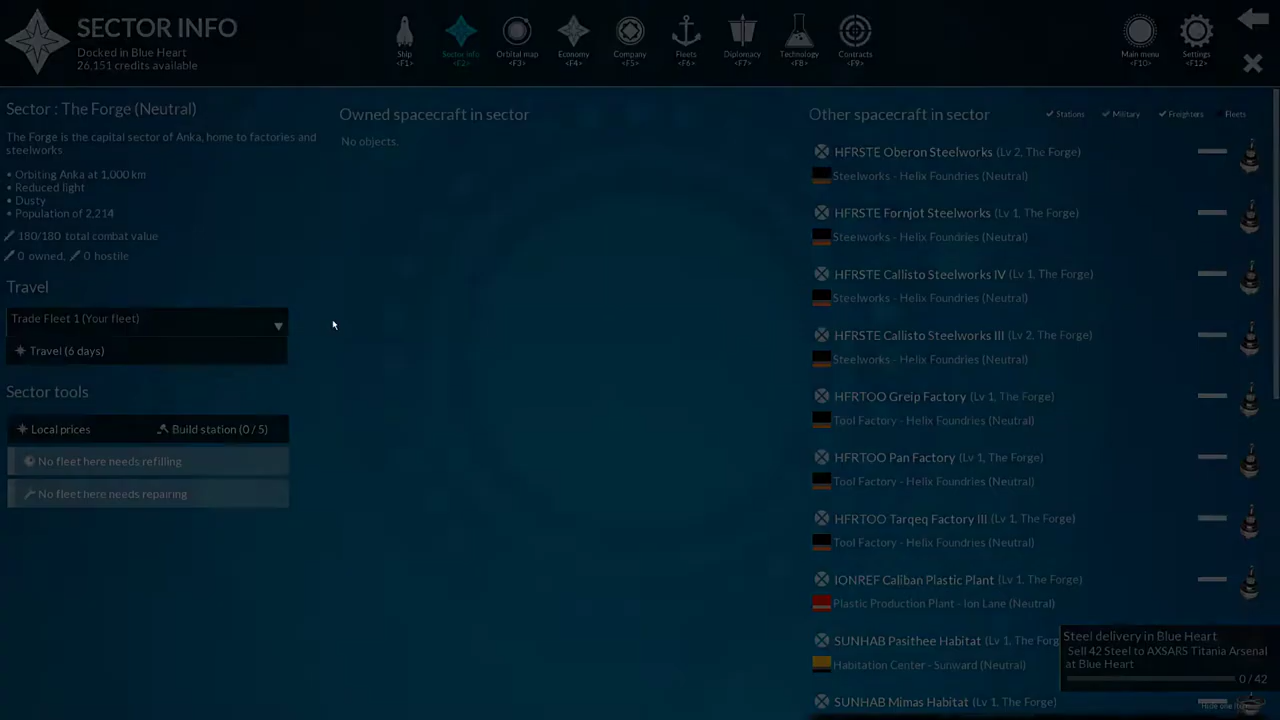 SECTOR INFO
Docked in Blue Heart
26,151 credits available
Ship
<F1>
Sector info
<F2>
Orbital map
<F3>
Economy
<F4>
Company
<F5>
Fleets
<F6>
Diplomacy
<F7>
Technology
<F8>
Contracts
<F9>
Main menu
<F10>
Settings
<F12>
Sector : The Forge (Neutral)
The Forge is the capital sector of Anka, home to factories and
steelworks
• Orbiting Anka at 1,000 km
• Reduced light
• Dusty
• Population of 2,214
180/180 total combat value
0 owned, 0 hostile
Travel
Trade Fleet 1 (Your fleet)
Travel (6 days)
Sector tools
Local prices
Build station (0 / 5)
No fleet here needs refilling
No fleet here needs repairing
Owned spacecraft in sector
No objects.
Other spacecraft in sector
Stations
Military
Freighters
Fleets
HFRSTE Oberon Steelworks (Lv 2, The Forge)
Steelworks - Helix Foundries (Neutral)
HFRSTE Fornjot Steelworks (Lv 1, The Forge)
Steelworks - Helix Foundries (Neutral)
HFRSTE Callisto Steelworks IV (Lv 1, The Forge)
Steelworks - Helix Foundries (Neutral)
HFRSTE Callisto Steelworks III (Lv 2, The Forge)
Steelworks - Helix Foundries (Neutral)
HFRTOO Greip Factory (Lv 1, The Forge)
Tool Factory - Helix Foundries (Neutral)
HFRTOO Pan Factory (Lv 1, The Forge)
Tool Factory - Helix Foundries (Neutral)
HFRTOO Tarqeq Factory III (Lv 1, The Forge)
Tool Factory - Helix Foundries (Neutral)
IONREF Caliban Plastic Plant (Lv 1, The Forge)
Plastic Production Plant - Ion Lane (Neutral)
SUNHAB Pasithee Habitat (Lv 1, The Forg
Habitation Center - Sunward (Neutral)
SUNHAB Mimas Habitat (Lv 1, The Forge)
Steel delivery in Blue Heart
Sell 42 Steel to AXSARS Titania Arsenal
at Blue Heart
0 / 42